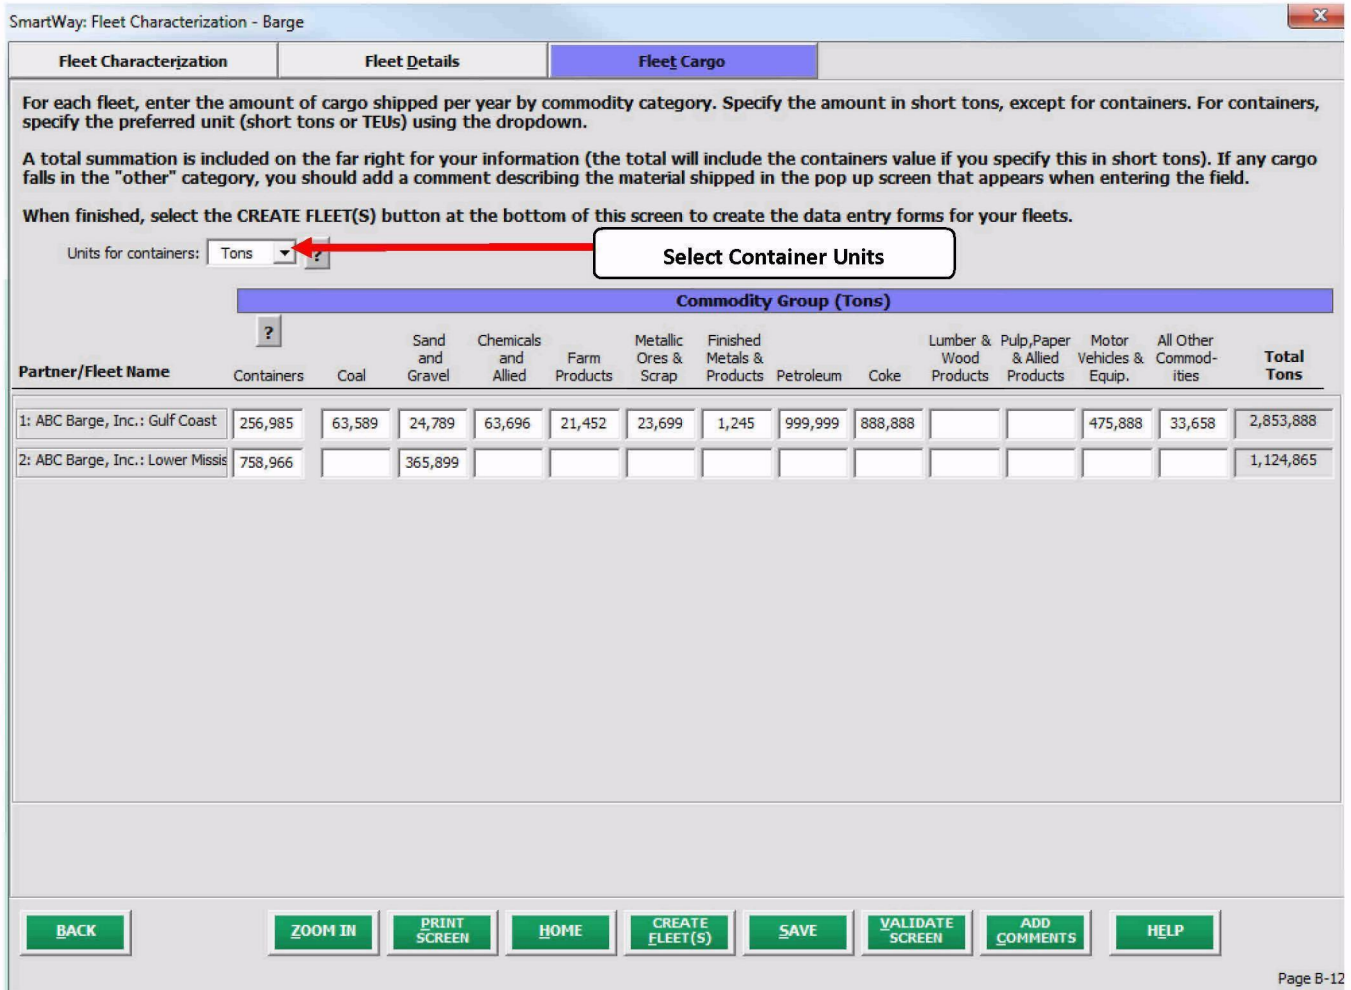 SmartWay: Fleet Characterization - Barge
X
Fleet Characterization Fleet Details Fleet Cargo
For each fleet, enter the amount of cargo shipped per year by commodity category. Specify the amount in short tons, except for containers. For containers,
specify the preferred unit (short tons or TEUs) using the dropdown.
A total summation is included on the far right for your information (the total will include the containers value if you specify this in short tons). If any cargo
falls in the "other" category, you should add a comment describing the material shipped in the pop up screen that appears when entering the field.
When finished, select the CREATE FLEET(S) button at the bottom of this screen to create the data entry forms for your fleets.
Units for containers: Tons ? Select Container Units
Commodity Group (Tons)
?
Sand Chemicals Metallic Finished Lumber & Pulp,Paper Motor All Other
and and Farm Ores & Metals & Wood & Allied Vehicles & Commod- Total
Partner/Fleet Name Containers Coal Gravel Allied Products Scrap Products Petroleum Coke Products Products Equip. ities Tons
1: ABC Barge, Inc.: Gulf Coast 256,985 63,589 24,789 63,696 21,452 23,699 1,245 999,999 888,888 475,888 33,658 2,853,888
2: ABC Barge, Inc.: Lower Missis 758,966 365,899 1,124,865
BACK ZOOM IN PRINT SCREEN HOME CREATE FLEET(S) SAVE VALIDATE SCREEN ADD COMMENTS HELP
Page B-12